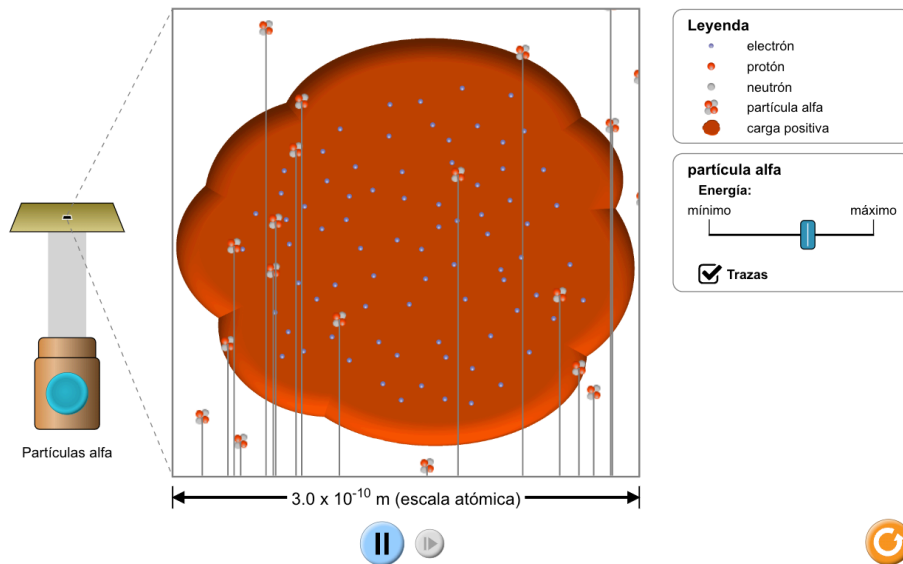 Leyenda
electrón
protón
neutrón
partícula alfa
carga positiva
partícula alfa
Energía:
mínimo
máximo
Trazas
Partículas alfa
3.0 x 10⁻¹⁰ m (escala atómica)